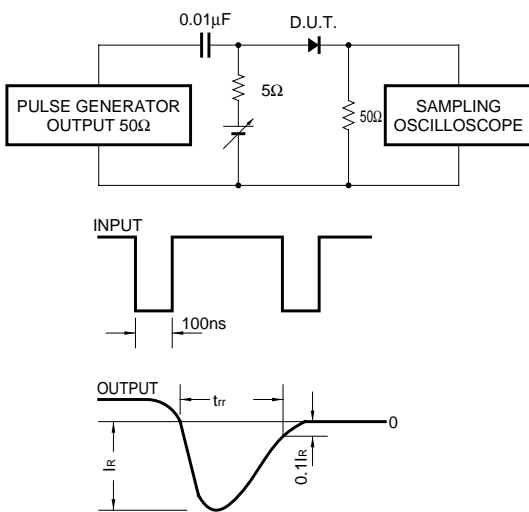 0.01μF
D.U.T.
5Ω
50Ω
PULSE GENERATOR
OUTPUT 50Ω
SAMPLING
OSCILLOSCOPE
INPUT
100ns
OUTPUT
trr
0
IR
0.1IR